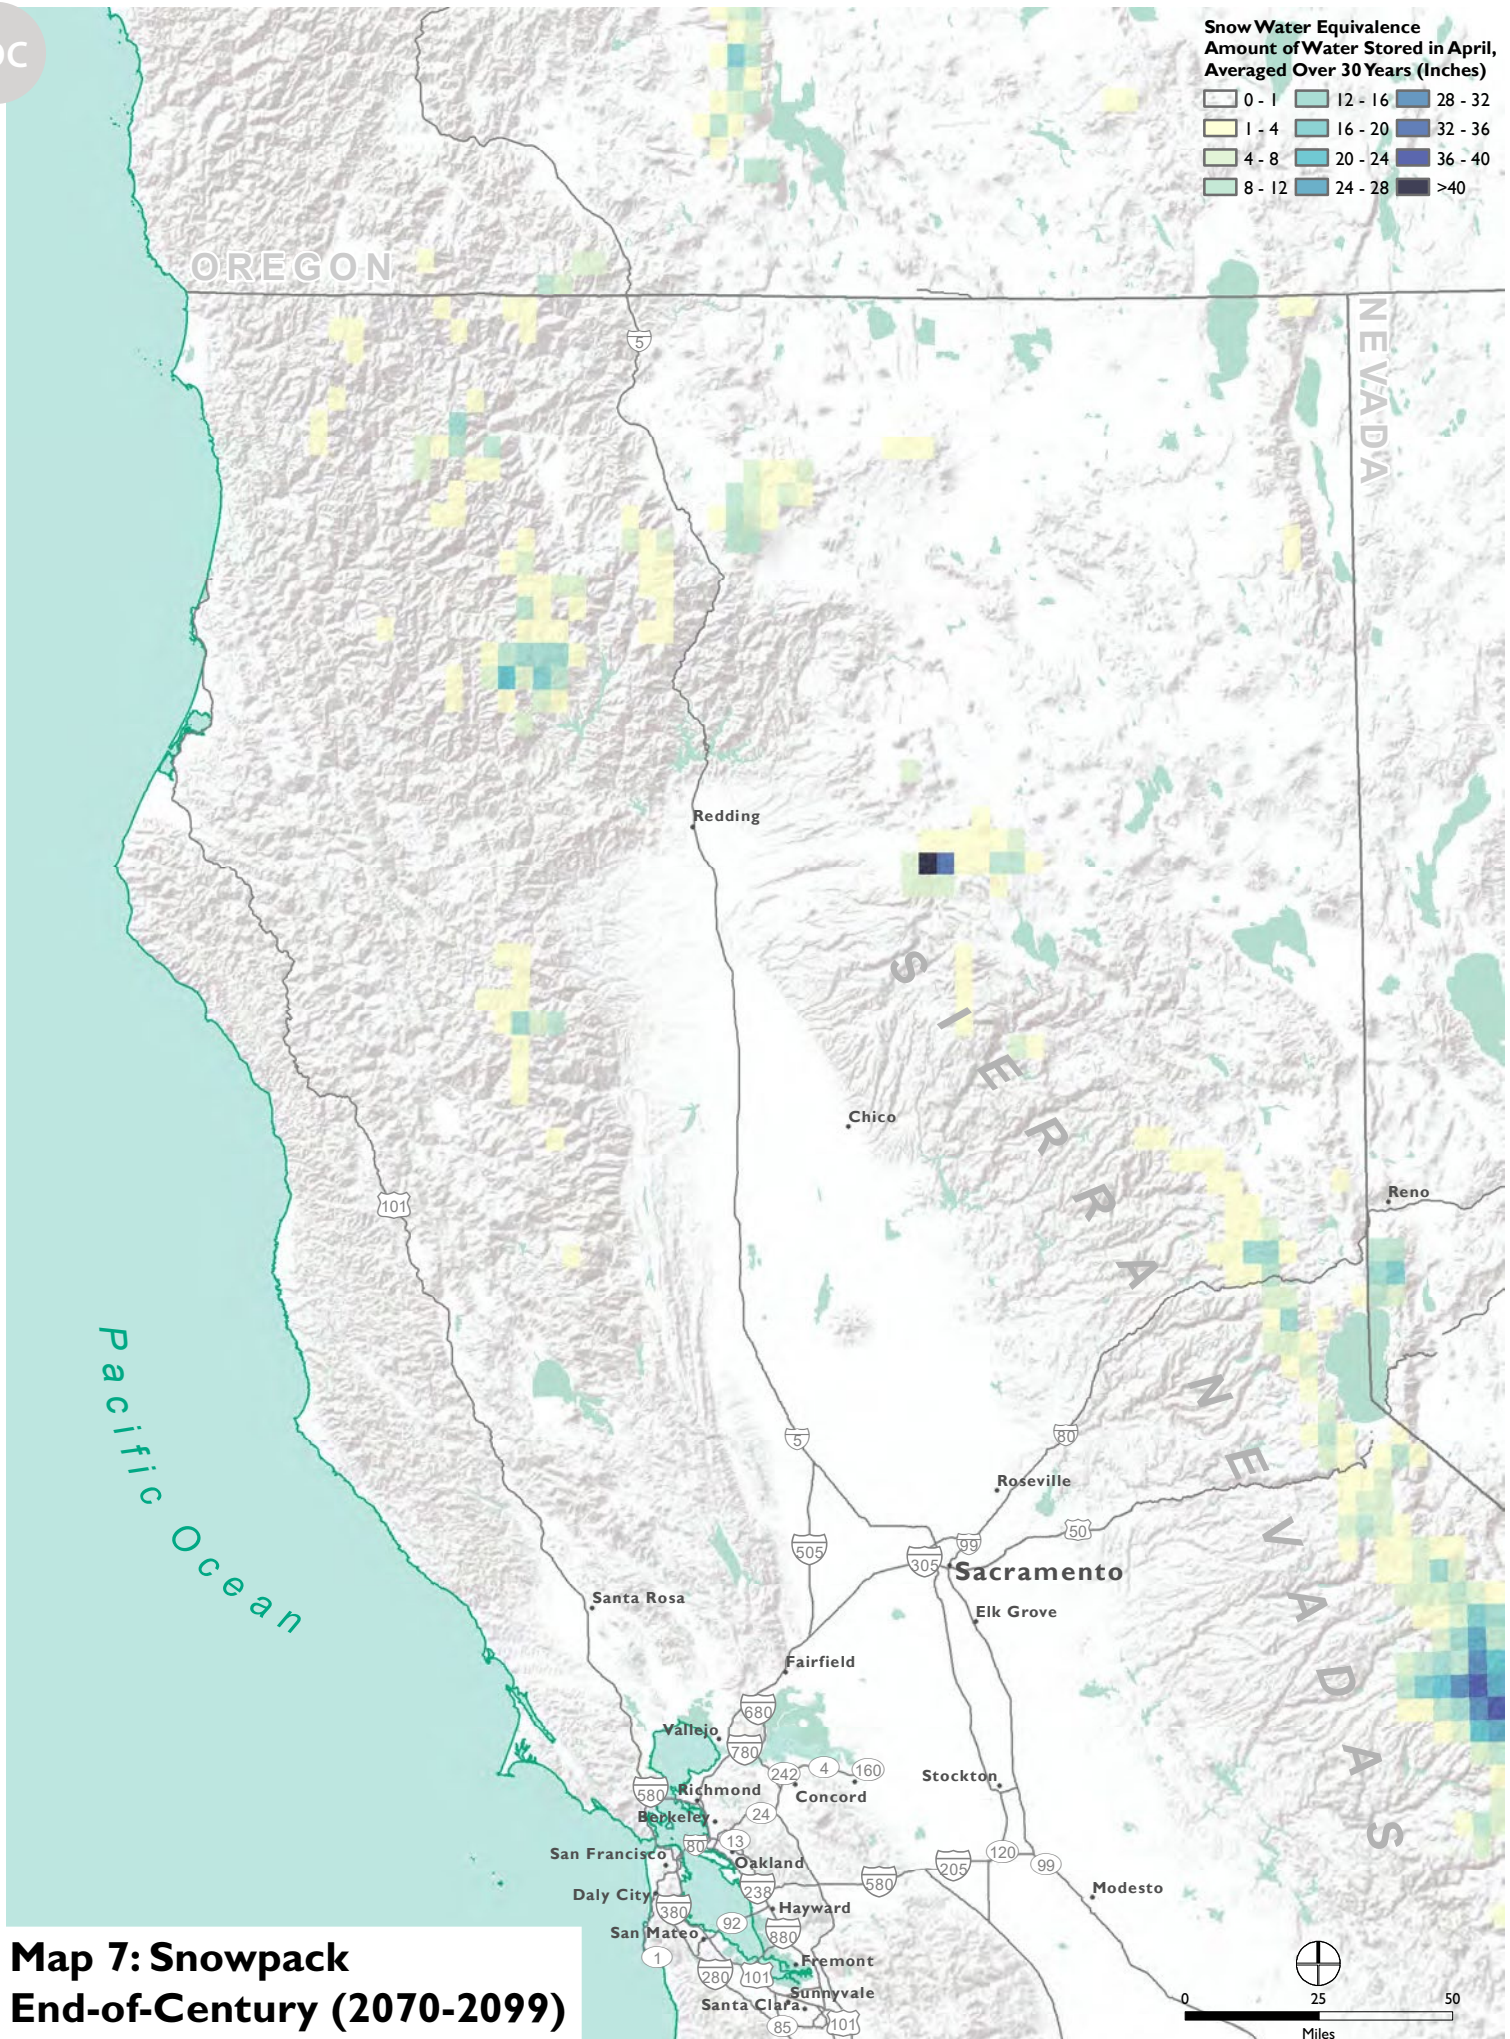 OC
Snow Water Equivalence
Amount of Water Stored in April,
Averaged Over 30 Years (Inches)
0 - 1 12 - 16 28 - 32
1 - 4 16 - 20 32 - 36
4 - 8 20 - 24 36 - 40
8 - 12 24 - 28 >40
OREGON
NEVADA
5
Redding
SIERRA NEVADAS
Chico
Reno
101
Pacific Ocean
5
80
Roseville
505
305
99
50
Sacramento
Santa Rosa
Elk Grove
Fairfield
680
Vallejo
780
242
4
160
Stockton
580
Richmond
Concord
24
Berkeley
80
13
120
San Francisco
Oakland
205
99
580
238
Modesto
Daly City
380
Hayward
92
880
San Mateo
1
Fremont
280
101
Sunnyvale
Santa Clara
85
101
Map 7: Snowpack
End-of-Century (2070-2099)
0 25 50
Miles